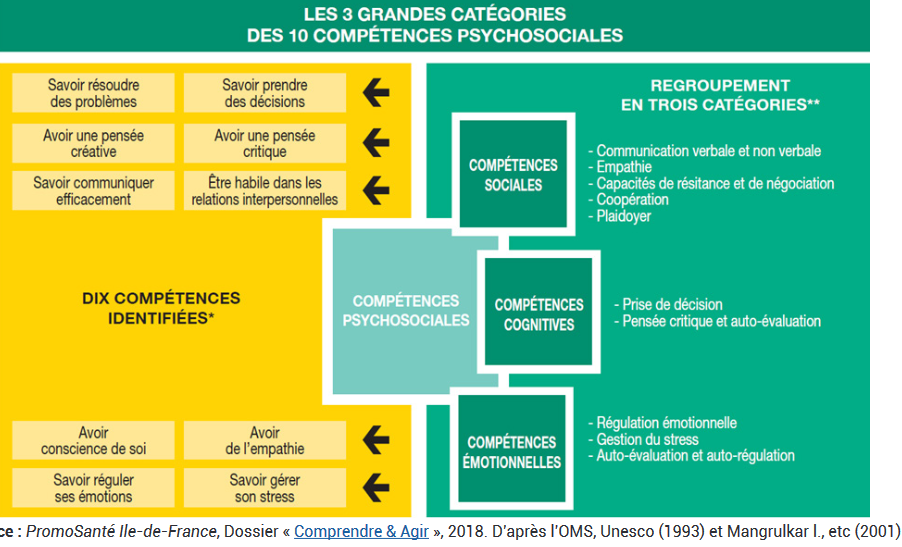 LES 3 GRANDES CATÉGORIES
DES 10 COMPÉTENCES PSYCHOSOCIALES
Savoir résoudre
des problèmes
Savoir prendre
des décisions
Avoir une pensée
créative
Avoir une pensée
critique
Savoir communiquer
efficacement
Être habile dans les
relations interpersonnelles
DIX COMPÉTENCES
IDENTIFIÉES*
Avoir
conscience de soi
Avoir
de l'empathie
Savoir réguler
ses émotions
Savoir gérer
son stress
COMPÉTENCES
PSYCHOSOCIALES
REGROUPEMENT
EN TROIS CATÉGORIES**
COMPÉTENCES
SOCIALES
- Communication verbale et non verbale
- Empathie
- Capacités de résitance et de négociation
- Coopération
- Plaidoyer
COMPÉTENCES
COGNITIVES
- Prise de décision
- Pensée critique et auto-évaluation
COMPÉTENCES
ÉMOTIONNELLES
- Régulation émotionnelle
- Gestion du stress
- Auto-évaluation et auto-régulation
ce : PromoSanté Ile-de-France, Dossier « Comprendre & Agir », 2018. D'après l'OMS, Unesco (1993) et Mangrulkar l., etc (2001)